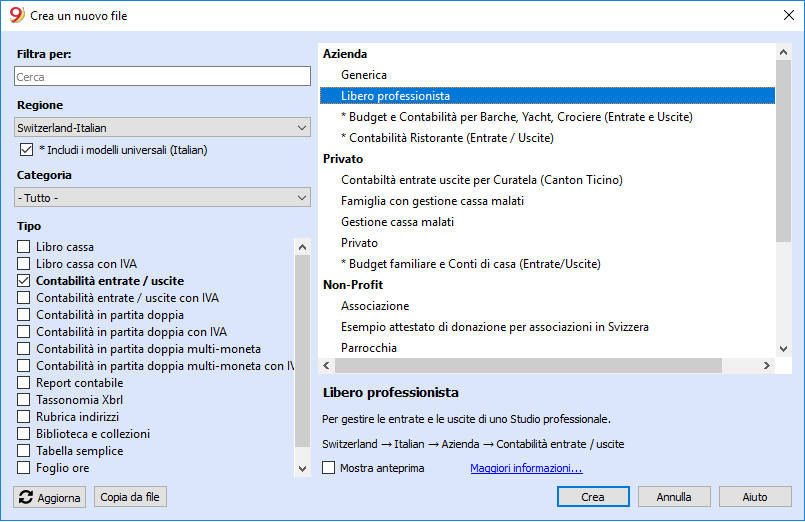 Crea un nuovo file
Filtra per:
Cerca
Regione
Switzerland-Italian
* Includi i modelli universali (Italian)
Categoria
- Tutto -
Tipo
Libro cassa
Libro cassa con IVA
Contabilità entrate / uscite
Contabilità entrate / uscite con IVA
Contabilità in partita doppia
Contabilità in partita doppia con IVA
Contabilità in partita doppia multi-moneta
Contabilità in partita doppia multi-moneta con IV
Report contabile
Tassonomia Xbrl
Rubrica indirizzi
Biblioteca e collezioni
Tabella semplice
Foglio ore
Aggiorna
Copia da file
Azienda
Generica
Libero professionista
* Budget e Contabilità per Barche, Yacht, Crociere (Entrate e Uscite)
* Contabilità Ristorante (Entrate / Uscite)
Privato
Contabiltà entrate uscite per Curatela (Canton Ticino)
Famiglia con gestione cassa malati
Gestione cassa malati
Privato
* Budget familiare e Conti di casa (Entrate/Uscite)
Non-Profit
Associazione
Esempio attestato di donazione per associazioni in Svizzera
Parrocchia
Libero professionista
Per gestire le entrate e le uscite di uno Studio professionale.
Switzerland → Italian → Azienda → Contabilità entrate / uscite
Mostra anteprima
Maggiori informazioni...
Crea
Annulla
Aiuto